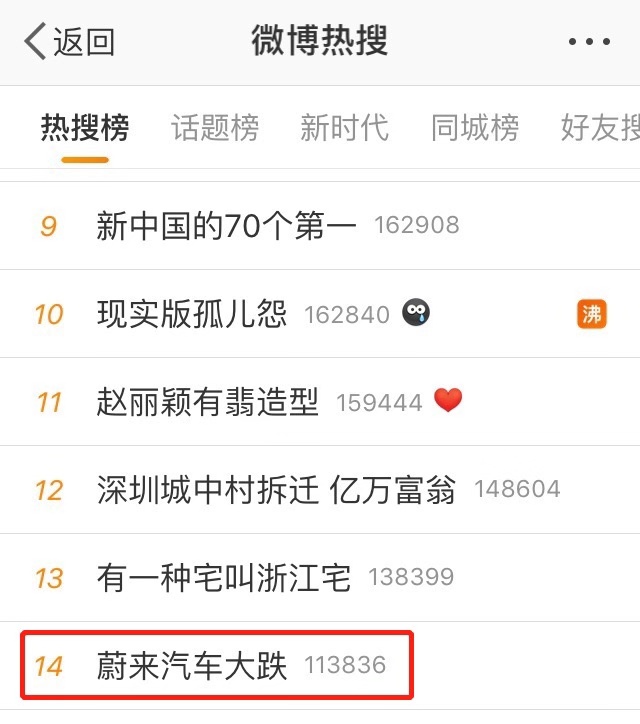 返回 微博热搜
热搜榜 话题榜 新时代 同城榜 好友搜
9 新中国的70个第一 162908
10 现实版孤儿怨 162840 沸
11 赵丽颖有翡造型 159444
12 深圳城中村拆迁 亿万富翁 148604
13 有一种宅叫浙江宅 138399
14 蔚来汽车大跌 113836